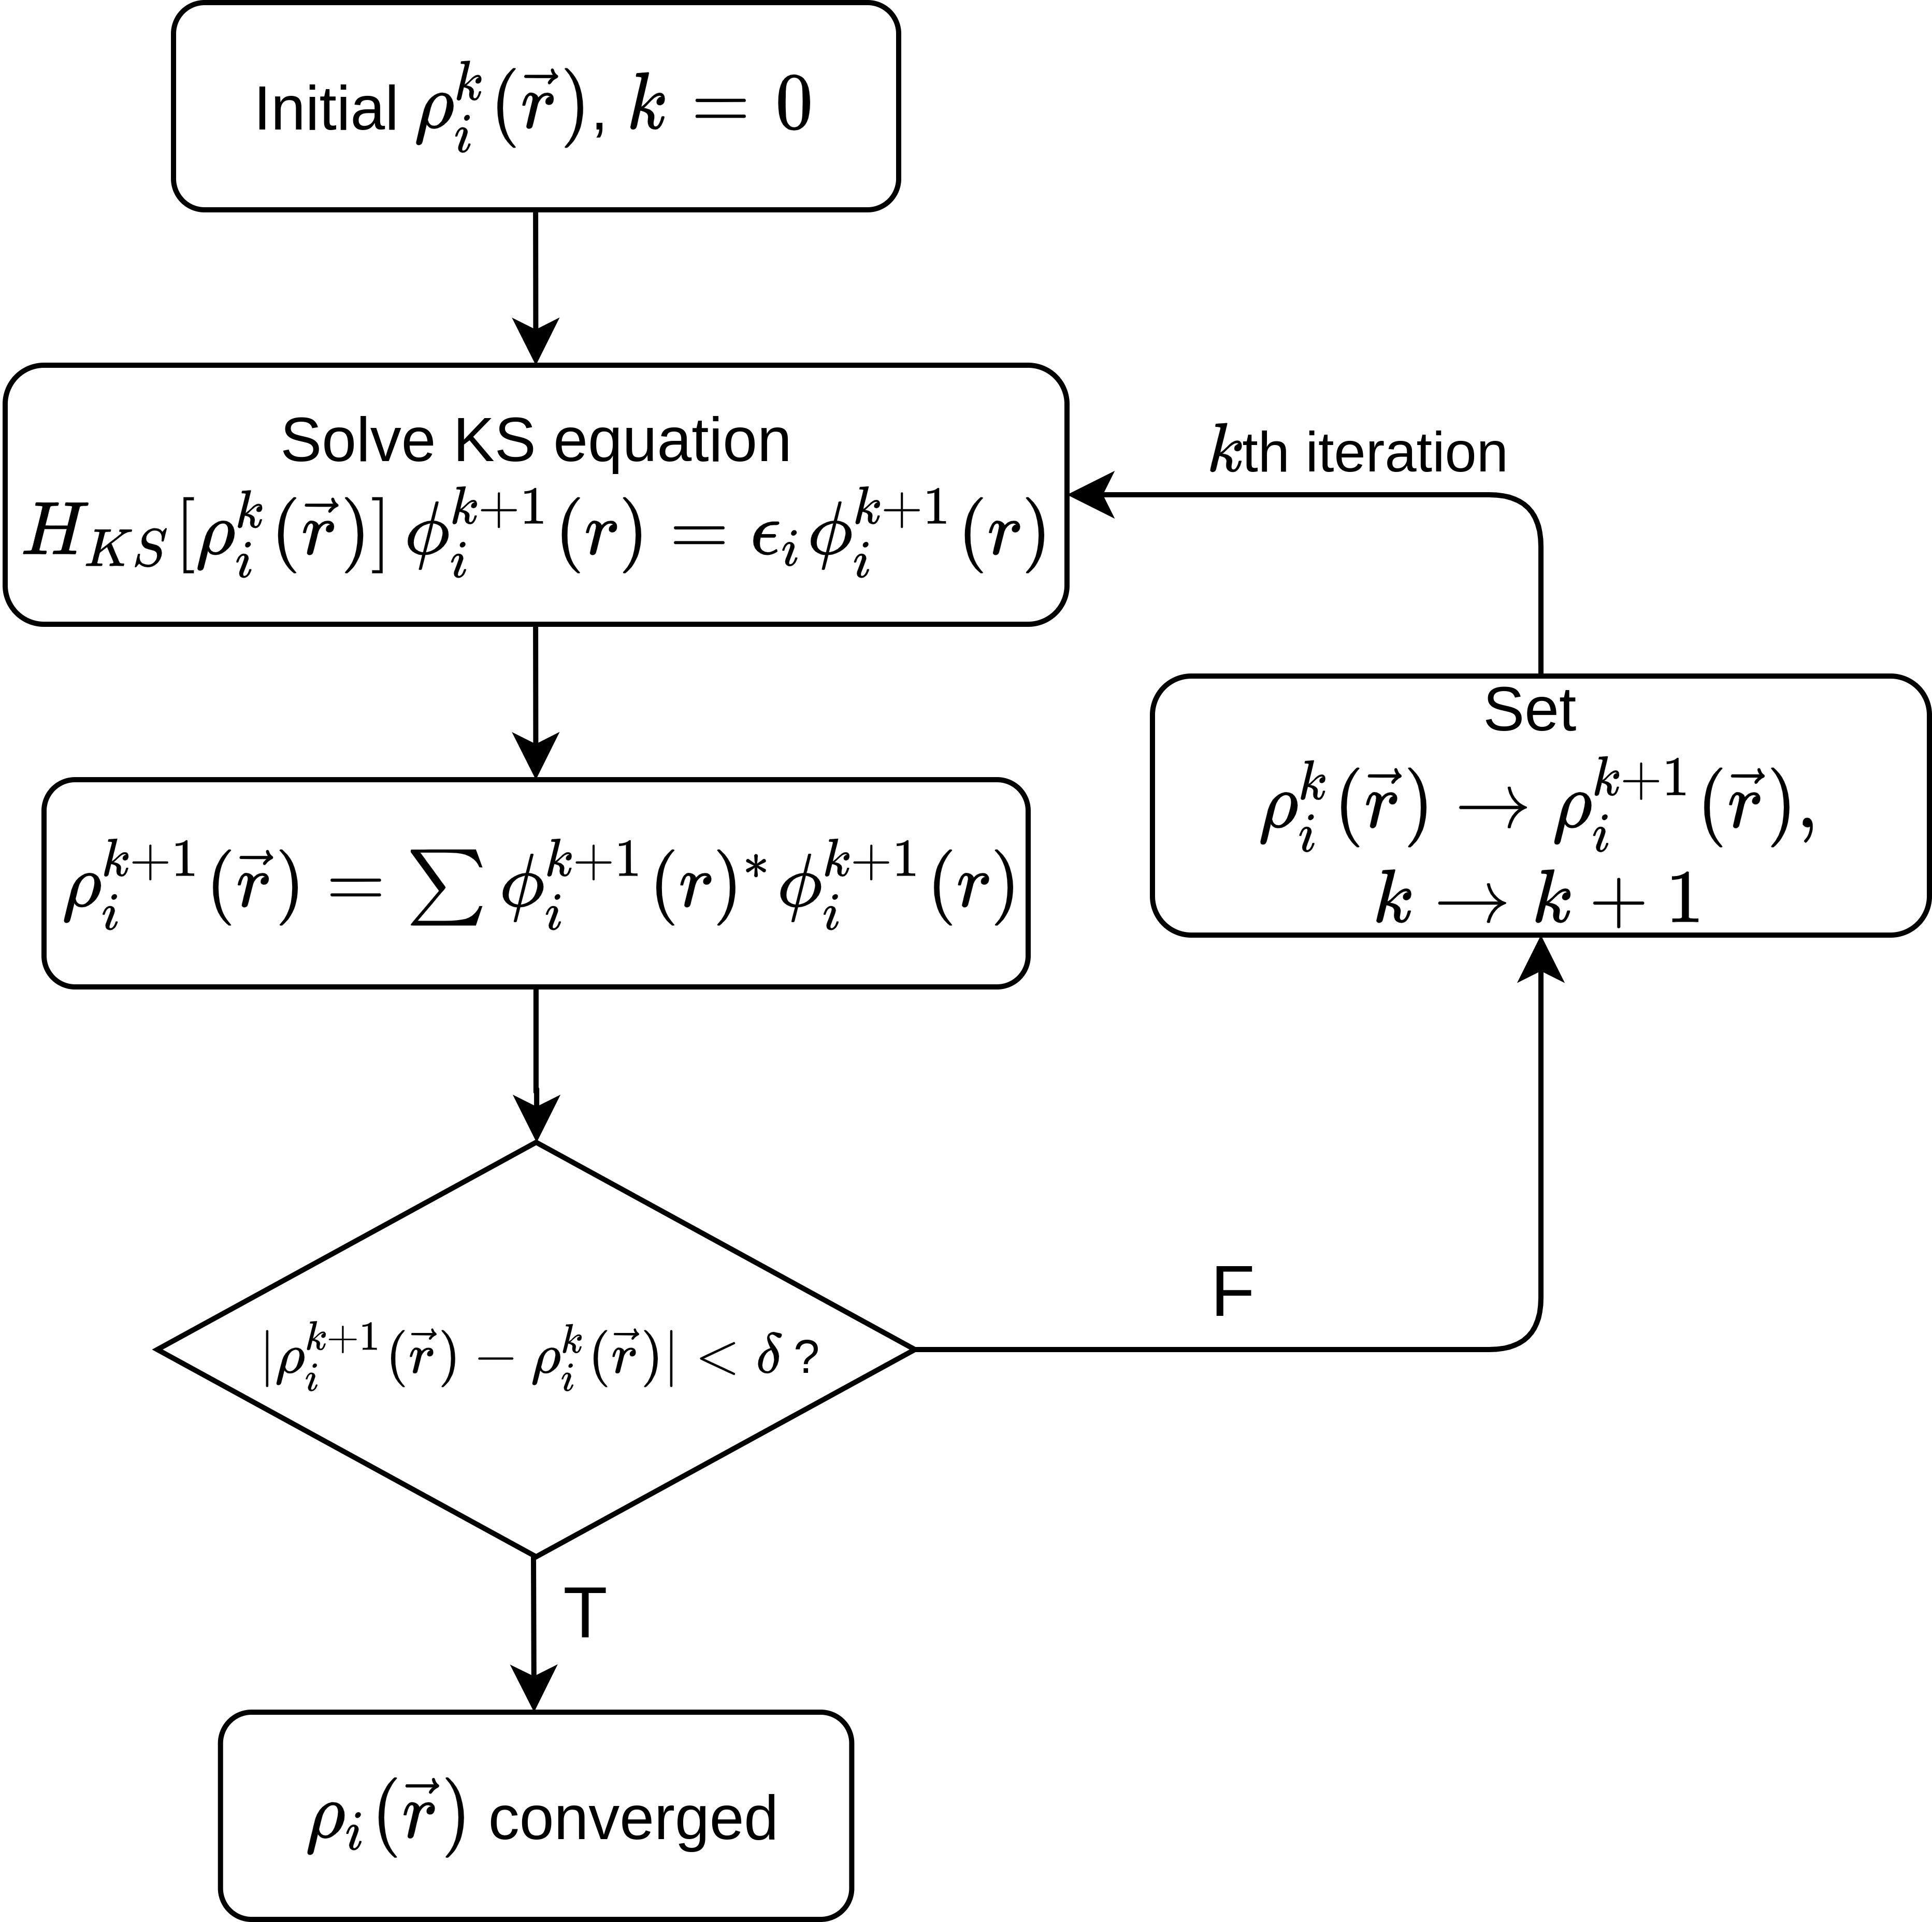 Initial $\rho_i^k(\vec{r})$, $k = 0$
Solve KS equation
$H_{KS}[\rho_i^k(\vec{r})]\phi_i^{k+1}(r) = \epsilon_i\phi_i^{k+1}(r)$
$k$th iteration
Set
$\rho_i^k(\vec{r}) \rightarrow \rho_i^{k+1}(\vec{r}),$
$k \rightarrow k + 1$
$\rho_i^{k+1}(\vec{r}) = \sum \phi_i^{k+1}(r)^* \phi_i^{k+1}(r)$
$|\rho_i^{k+1}(\vec{r}) - \rho_i^k(\vec{r})| < \delta$ ?
F
T
$\rho_i(\vec{r})$ converged